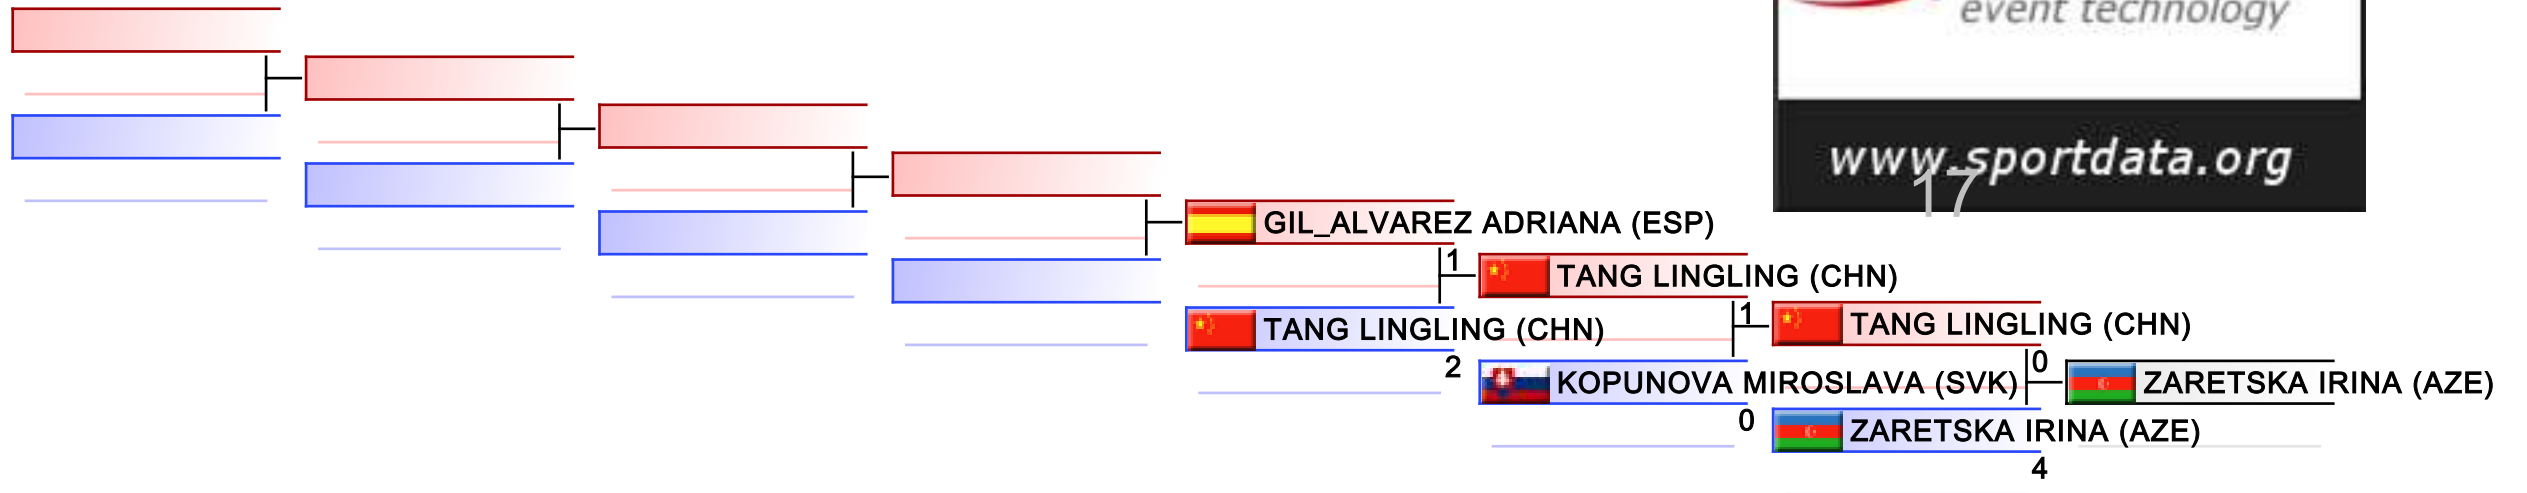 event technology
www.sportdata.org
17
GIL_ALVAREZ ADRIANA (ESP)
1
TANG LINGLING (CHN)
TANG LINGLING (CHN)
2
1
TANG LINGLING (CHN)
KOPUNOVA MIROSLAVA (SVK)
0
0
ZARETSKA IRINA (AZE)
ZARETSKA IRINA (AZE)
4